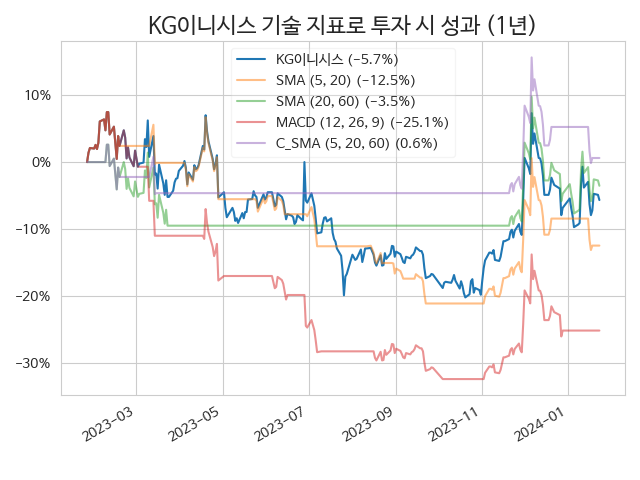 KG이니시스 기술 지표로 투자 시 성과 (1년)
KG이니시스 (−5.7%)
SMA (5, 20) (−12.5%)
SMA (20, 60) (−3.5%)
MACD (12, 26, 9) (−25.1%)
C_SMA (5, 20, 60) (0.6%)
10%
0%
−10%
−20%
−30%
2023−03
2023−05
2023−07
2023−09
2023−11
2024−01